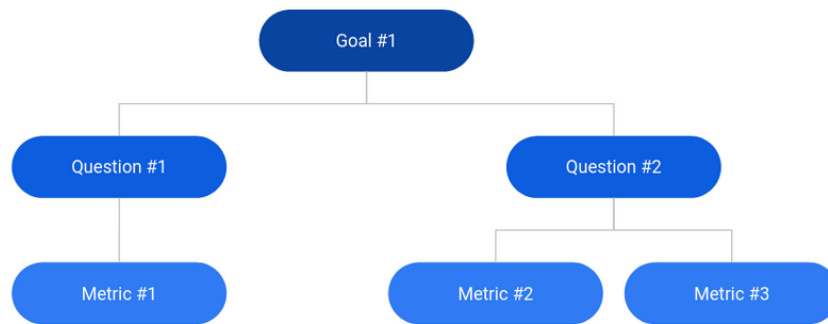 Goal #1
Question #1
Question #2
Metric #1
Metric #2
Metric #3